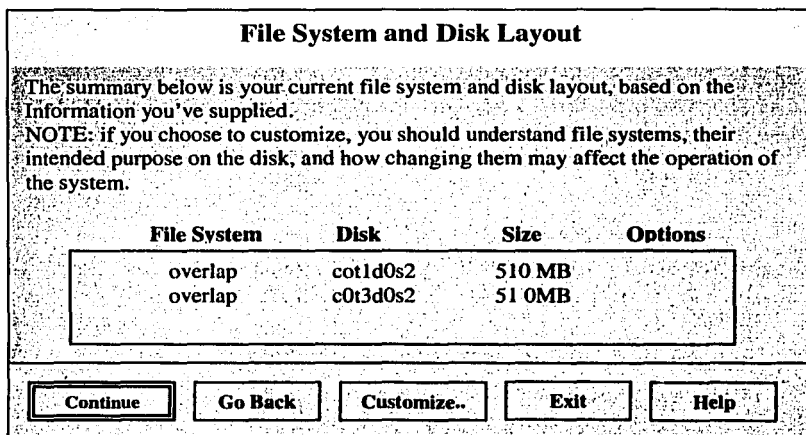 File System and Disk Layout
The summary below is your current file system and disk layout, based on the
Information you've supplied.
NOTE: if you choose to customize, you should understand file systems, their
intended purpose on the disk, and how changing them may affect the operation of
the system.
File System Disk Size Options
overlap cot1d0s2 510 MB
overlap c0t3d0s2 51 0MB
Continue Go Back Customize.. Exit Help